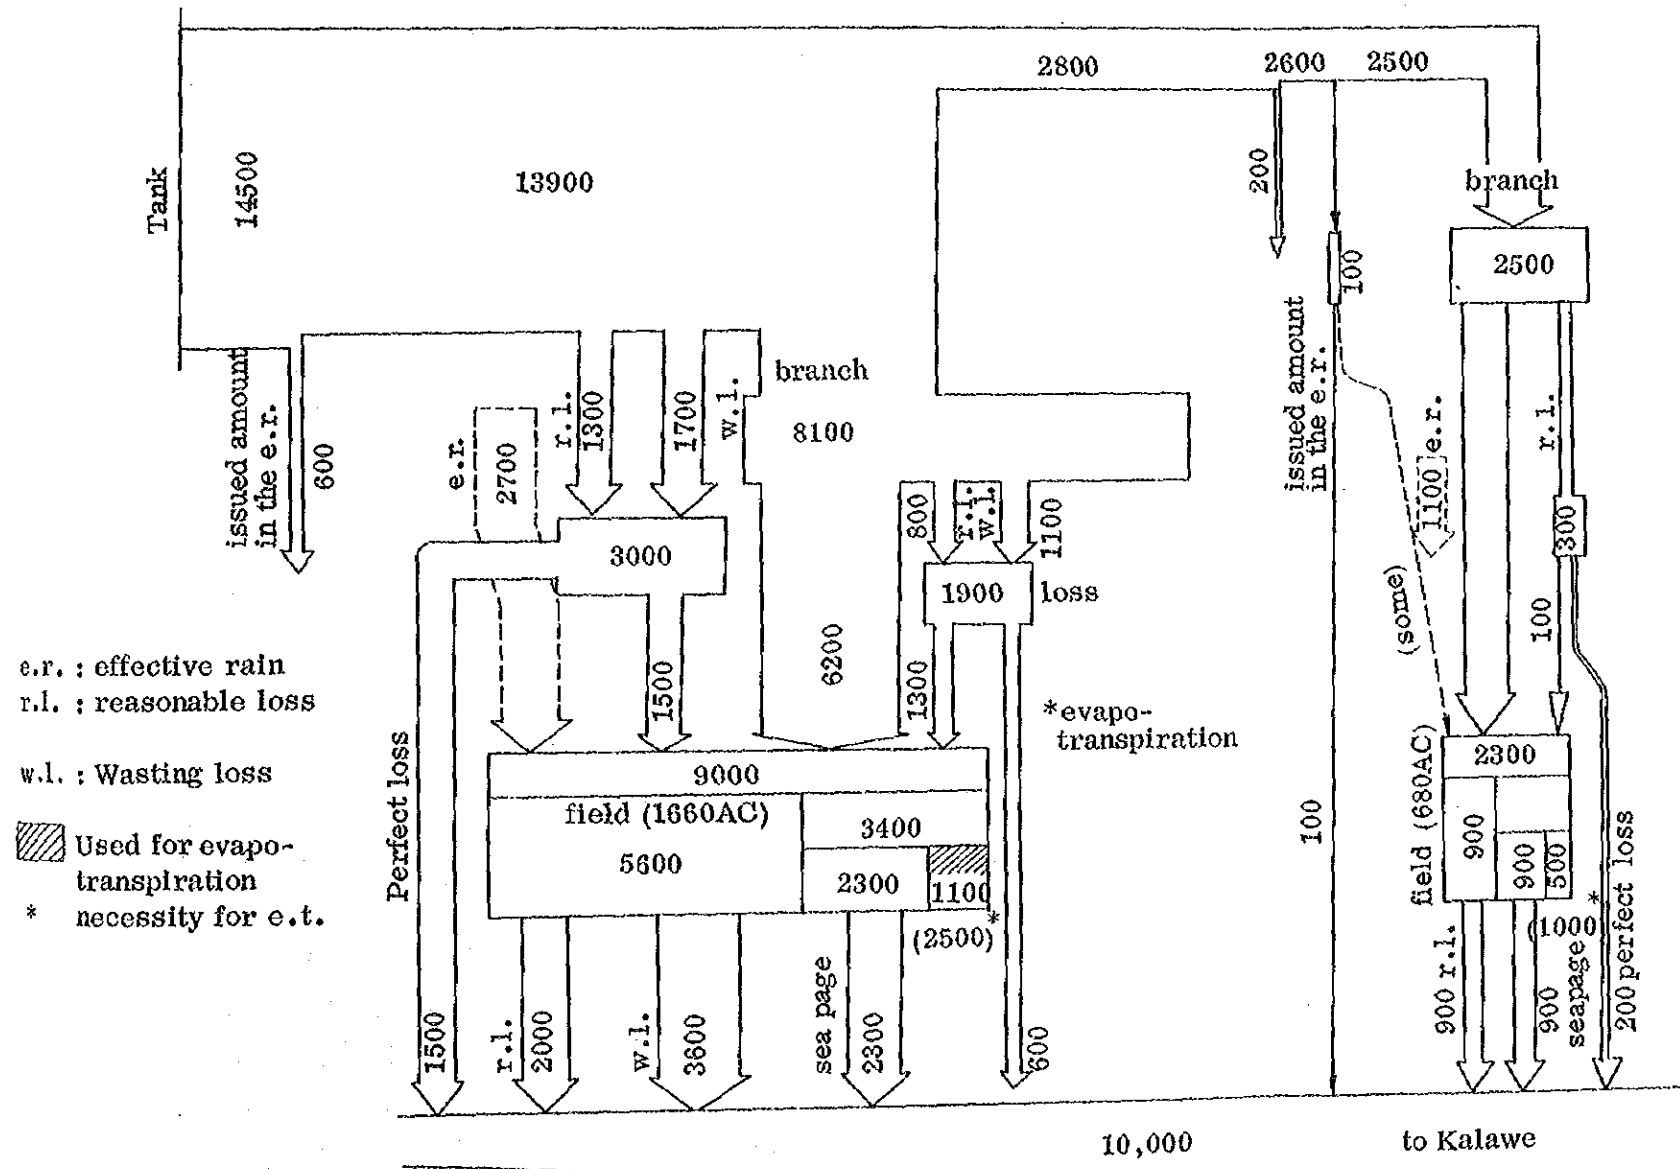 2800
2600
2500
Tank
14500
13900
200
branch
2500
100
issued amount
in the e.r.
600
e.r.
2700
r.l.
1300
1700
w.l.
branch
8100
800
r.l.
w.l.
1100
issued amount
in the e.r.
1100 e.r.
r.l.
300
3000
1900
loss
(some)
100
e.r. : effective rain
r.l. : reasonable loss
w.l. : Wasting loss
Used for evapo-
transpiration
* necessity for e.t.
Perfect loss
1500
6200
1300
*evapo-
transpiration
9000
field (1660AC)
5600
3400
2300
1100
*
(2500)
100
field (680AC)
2300
900
900
500
*
(1000
1500
r.l.
2000
w.l.
3600
sea page
2300
600
900 r.l.
900
seapage
200 perfect loss
10,000
to Kalawe